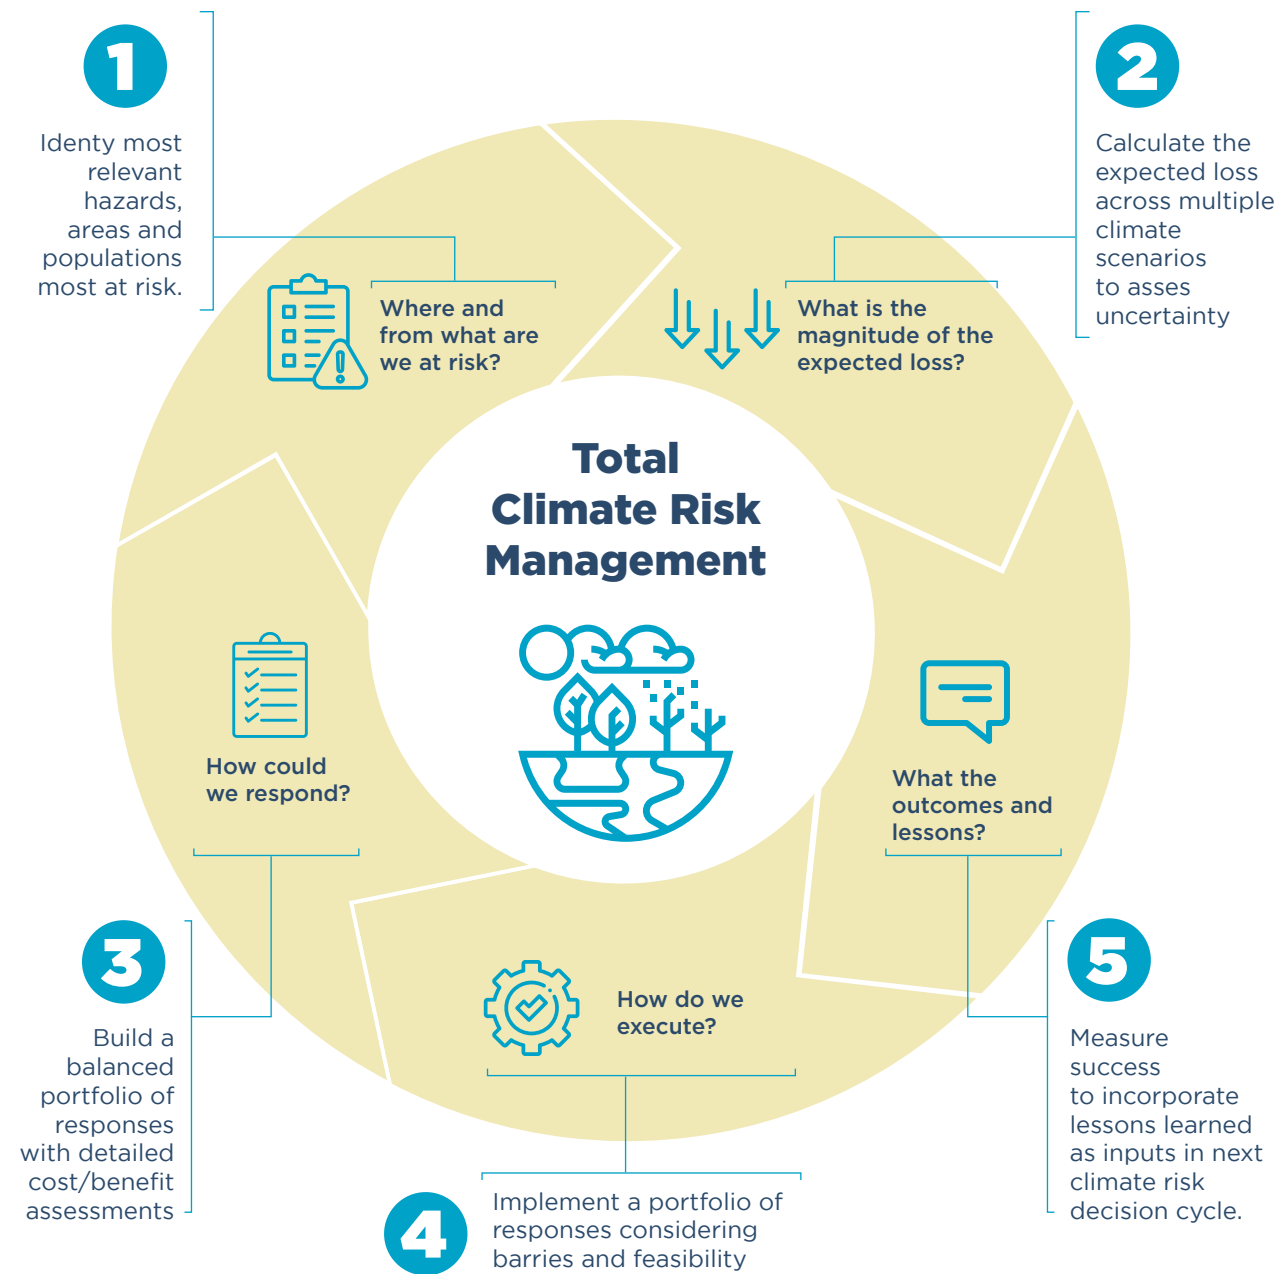 1
Identy most
relevant
hazards,
areas and
populations
most at risk.
Where and
from what are
we at risk?
2
Calculate the
expected loss
across multiple
climate
scenarios
to asses
uncertainty
What is the
magnitude of the
expected loss?
Total
Climate Risk
Management
How could
we respond?
3
Build a
balanced
portfolio of
responses
with detailed
cost/benefit
assessments
How do we
execute?
4
Implement a portfolio of
responses considering
barries and feasibility
What the
outcomes and
lessons?
5
Measure
success
to incorporate
lessons learned
as inputs in next
climate risk
decision cycle.